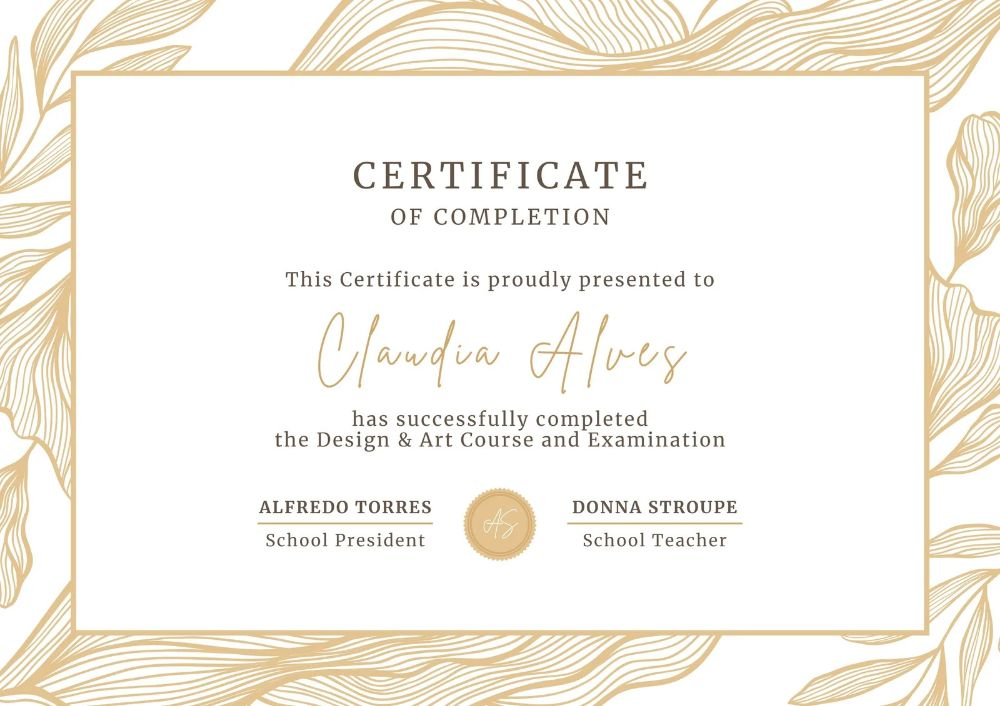 CERTIFICATE
OF COMPLETION
This Certificate is proudly presented to
Claudia Alves
has successfully completed
the Design & Art Course and Examination
ALFREDO TORRES
School President
AS
DONNA STROUPE
School Teacher